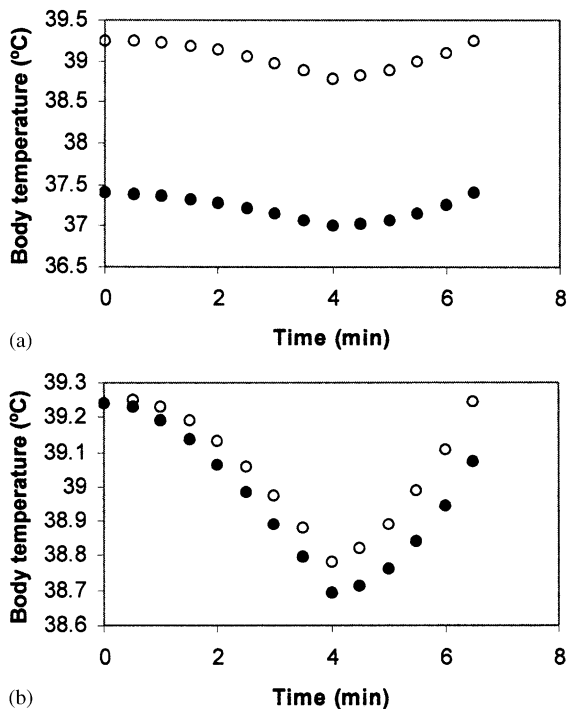 Body temperature (ºC)
39.5
39
38.5
38
37.5
37
36.5
0 2 4 6 8
Time (min)
(a)
Body temperature (ºC)
39.3
39.2
39.1
39
38.9
38.8
38.7
38.6
0 2 4 6 8
Time (min)
(b)